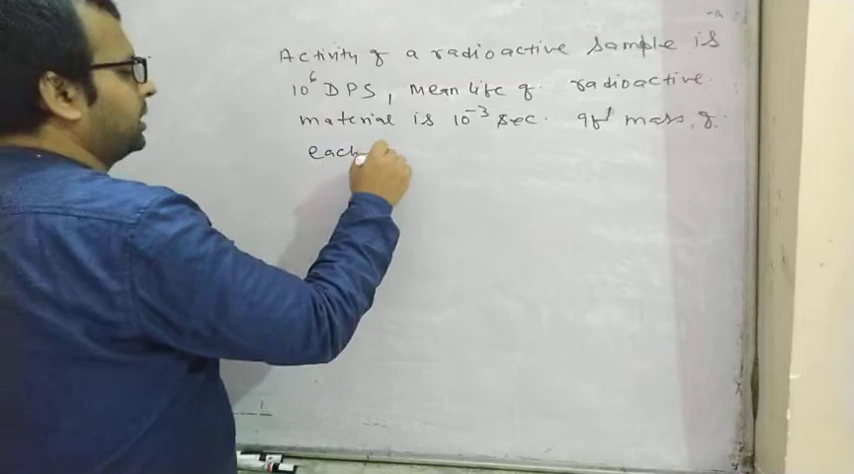 Activity of a radioactive sample is
10⁶ DPS, Mean life of radioactive
material is 10⁻³ sec. If mass of
each